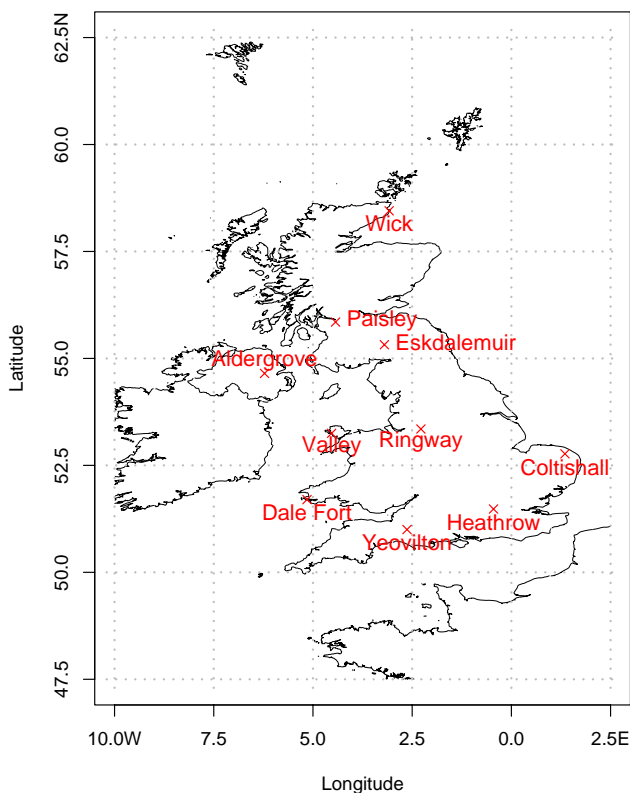 62.5N
60.0
57.5
55.0
52.5
50.0
47.5
Latitude
Wick
Paisley
Eskdalemuir
Aldergrove
Valley
Ringway
Coltishall
Dale Fort
Heathrow
Yeovilton
10.0W 7.5 5.0 2.5 0.0 2.5E
Longitude